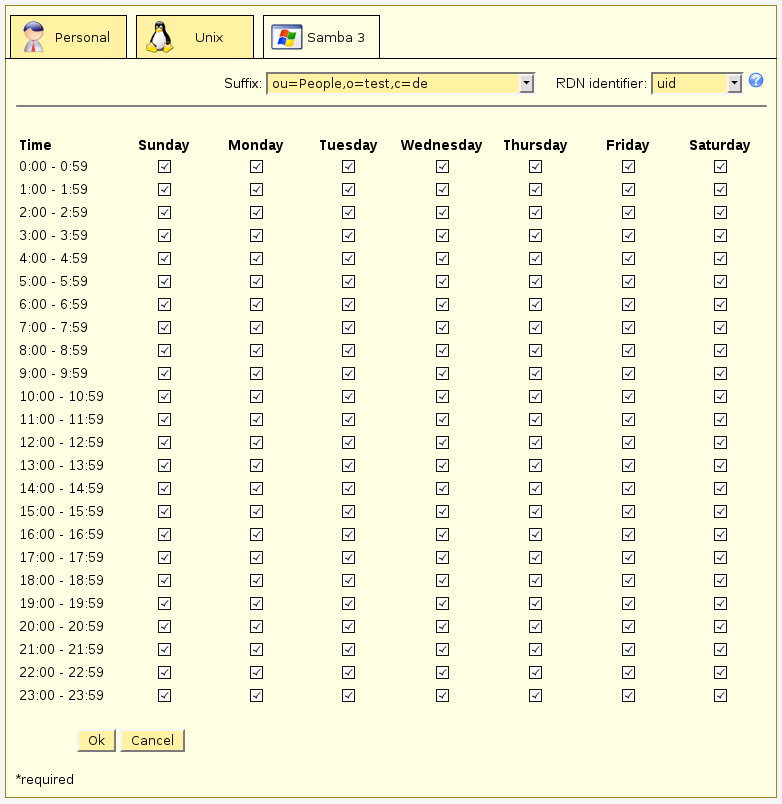 Personal Unix Samba 3
Suffix: ou=People,o=test,c=de RDN identifier: uid
Time Sunday Monday Tuesday Wednesday Thursday Friday Saturday
0:00 - 0:59
1:00 - 1:59
2:00 - 2:59
3:00 - 3:59
4:00 - 4:59
5:00 - 5:59
6:00 - 6:59
7:00 - 7:59
8:00 - 8:59
9:00 - 9:59
10:00 - 10:59
11:00 - 11:59
12:00 - 12:59
13:00 - 13:59
14:00 - 14:59
15:00 - 15:59
16:00 - 16:59
17:00 - 17:59
18:00 - 18:59
19:00 - 19:59
20:00 - 20:59
21:00 - 21:59
22:00 - 22:59
23:00 - 23:59
Ok Cancel
*required